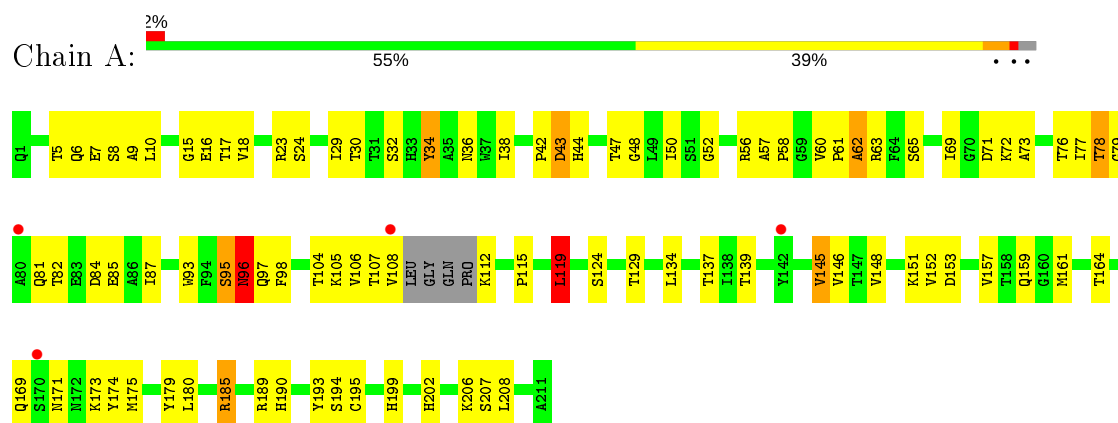 2%
Chain A:
55% 39% • • •
Q1 T5 Q6 E7 S8 A9 L10 G15 E16 T17 V18 R23 S24 I29 T30 T31 S32 H33 Y34 A35 N36 W37 I38 P42 D43 H44 T47 G48 L49 I50 S51 G52 R56 A57 P58 G59 V60 P61 A62 R63 F64 S65 I69 G70 D71 K72 A73 T76 I77 T78 G79
A80 Q81 T82 E83 D84 E85 A86 I87 W93 F94 S95 N96 Q97 F98 T104 K105 V106 T107 V108 LEU GLY GLN PRO K112 P115 L119 S124 T129 L134 T137 I138 T139 Y142 V145 V146 T147 V148 K151 V152 D153 V157 T158 Q159 G160 M161 T164
Q169 S170 N171 N172 K173 Y174 M175 Y179 L180 R185 R189 H190 Y193 S194 C195 H199 H202 K206 S207 L208 A211